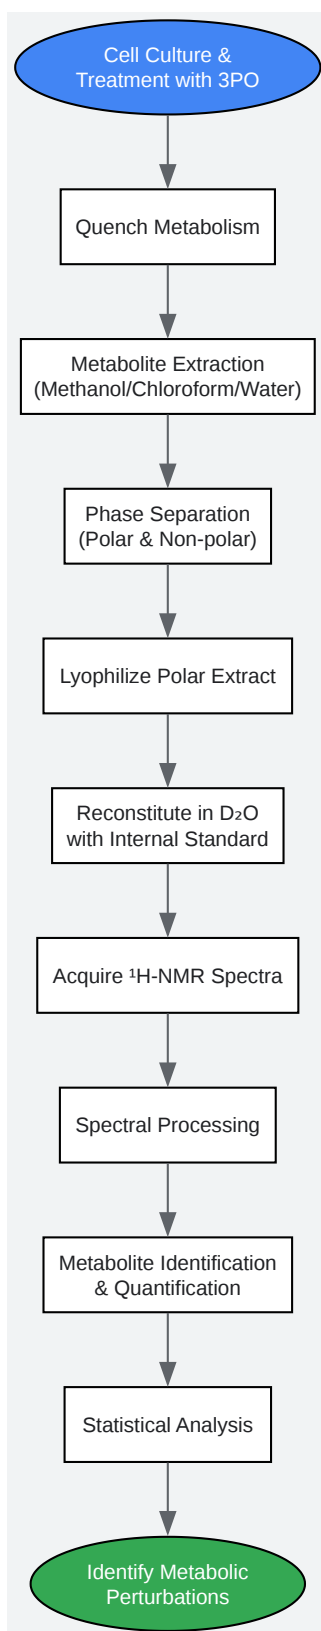 Cell Culture &
Treatment with 3PO
Quench Metabolism
Metabolite Extraction
(Methanol/Chloroform/Water)
Phase Separation
(Polar & Non-polar)
Lyophilize Polar Extract
Reconstitute in D₂O
with Internal Standard
Acquire ¹H-NMR Spectra
Spectral Processing
Metabolite Identification
& Quantification
Statistical Analysis
Identify Metabolic
Perturbations